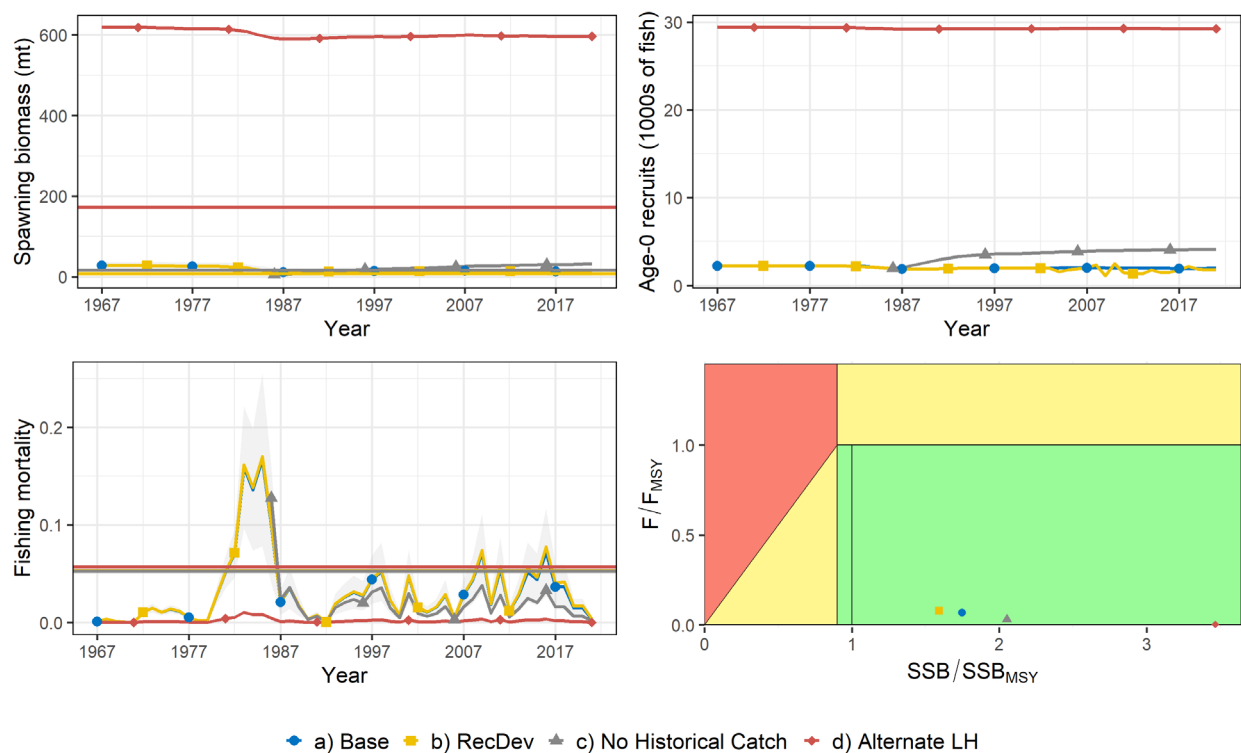 Spawning biomass (mt)
600
400
200
0
1967 1977 1987 1997 2007 2017
Year
Age-0 recruits (1000s of fish)
30
20
10
0
1967 1977 1987 1997 2007 2017
Year
Fishing mortality
0.2
0.1
0.0
1967 1977 1987 1997 2007 2017
Year
F/FMSY
1.0
0.5
0.0
0 1 2 3
SSB/SSBMSY
a) Base b) RecDev c) No Historical Catch d) Alternate LH